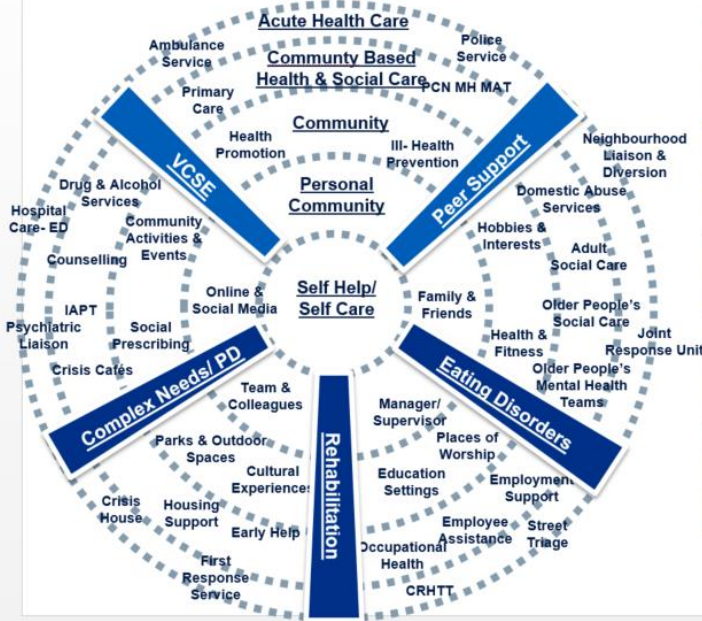 Acute Health Care
Ambulance
Service
Police
Service
Communty Based
Health & Social Care
PCN MH MAT
Primary
Care
Community
Health
Promotion
Ill- Health
Prevention
VCSE
Peer Support
Neighbourhood
Liaison &
Diversion
Personal
Community
Drug & Alcohol
Services
Domestic Abuse
Services
Hospital
Care- ED
Community
Activities &
Events
Hobbies &
Interests
Counselling
Adult
Social Care
Self Help/
Self Care
Online &
Social Media
Family &
Friends
IAPT
Older People's
Social Care
Psychiatric
Liaison
Social
Prescribing
Health &
Fitness
Joint
Response Unit
Crisis Cafés
Older People's
Mental Health
Teams
Complex Needs/ PD
Eating Disorders
Team &
Colleagues
Manager/
Supervisor
Rehabilitation
Parks & Outdoor
Spaces
Places of
Worship
Cultural
Experiences
Education
Settings
Employment
Support
Crisis
House
Housing
Support
Early Help
Employee
Assistance
Street
Triage
Occupational
Health
First
Response
Service
CRHTT